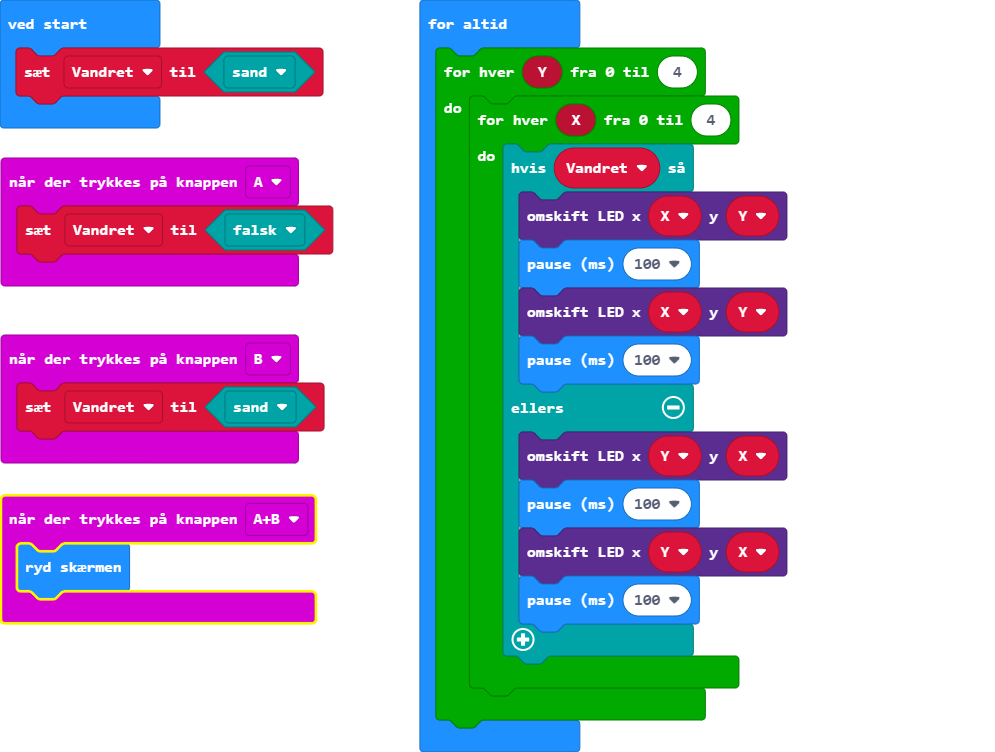 ved start
sæt Vandret til sand
når der trykkes på knappen A
sæt Vandret til falsk
når der trykkes på knappen B
sæt Vandret til sand
når der trykkes på knappen A+B
ryd skærmen
for altid
for hver Y fra 0 til 4
do
for hver X fra 0 til 4
do
hvis Vandret så
omskift LED x X y Y
pause (ms) 100
omskift LED x X y Y
pause (ms) 100
ellers
omskift LED x Y y X
pause (ms) 100
omskift LED x Y y X
pause (ms) 100